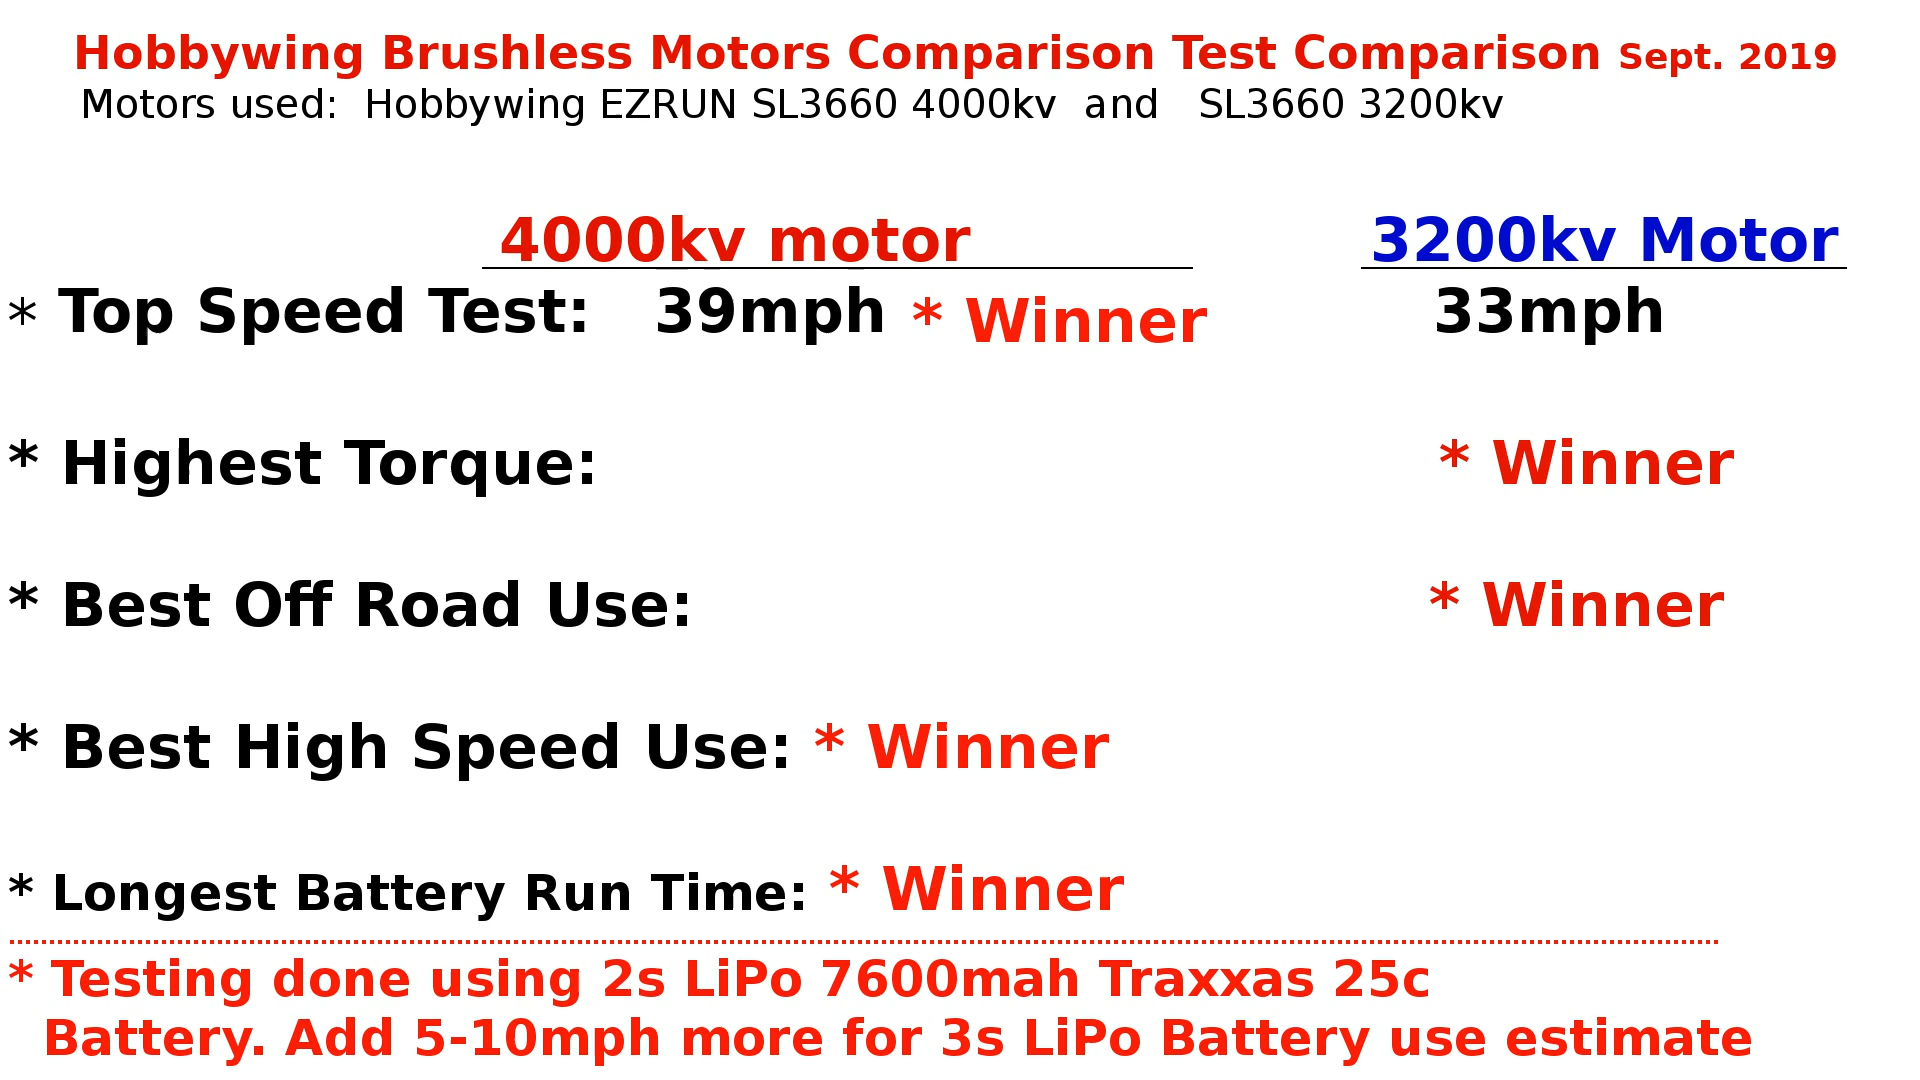 Hobbywing Brushless Motors Comparison Test Comparison Sept. 2019
Motors used: Hobbywing EZRUN SL3660 4000kv and SL3660 3200kv
4000kv motor 3200kv Motor
* Top Speed Test: 39mph * Winner 33mph
* Highest Torque: * Winner
* Best Off Road Use: * Winner
* Best High Speed Use: * Winner
* Longest Battery Run Time: * Winner
* Testing done using 2s LiPo 7600mah Traxxas 25c
Battery. Add 5-10mph more for 3s LiPo Battery use estimate